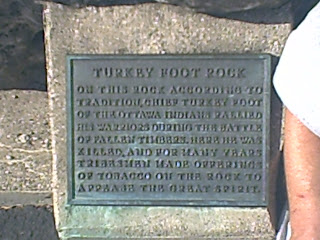 TURKEY FOOT ROCK
ON THIS ROCK ACCORDING TO
TRADITION, CHIEF TURKEY FOOT
OF THE OTTAWA INDIANS RALLIED
HIS WARRIORS DURING THE BATTLE
OF FALLEN TIMBERS. HERE HE WAS
KILLED, AND FOR MANY YEARS
TRIBESMEN MADE OFFERINGS
OF TOBACCO ON THE ROCK TO
APPEASE THE GREAT SPIRIT.